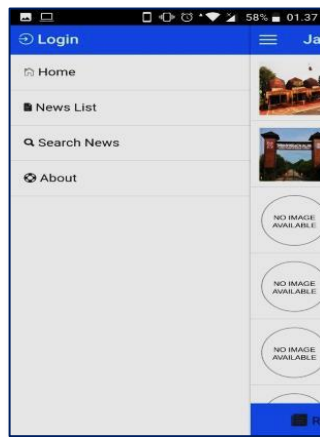 58% 01.37
Login
Ja
Home
News List
Search News
About
NO IMAGE
AVAILABLE
NO IMAGE
AVAILABLE
NO IMAGE
AVAILABLE
R